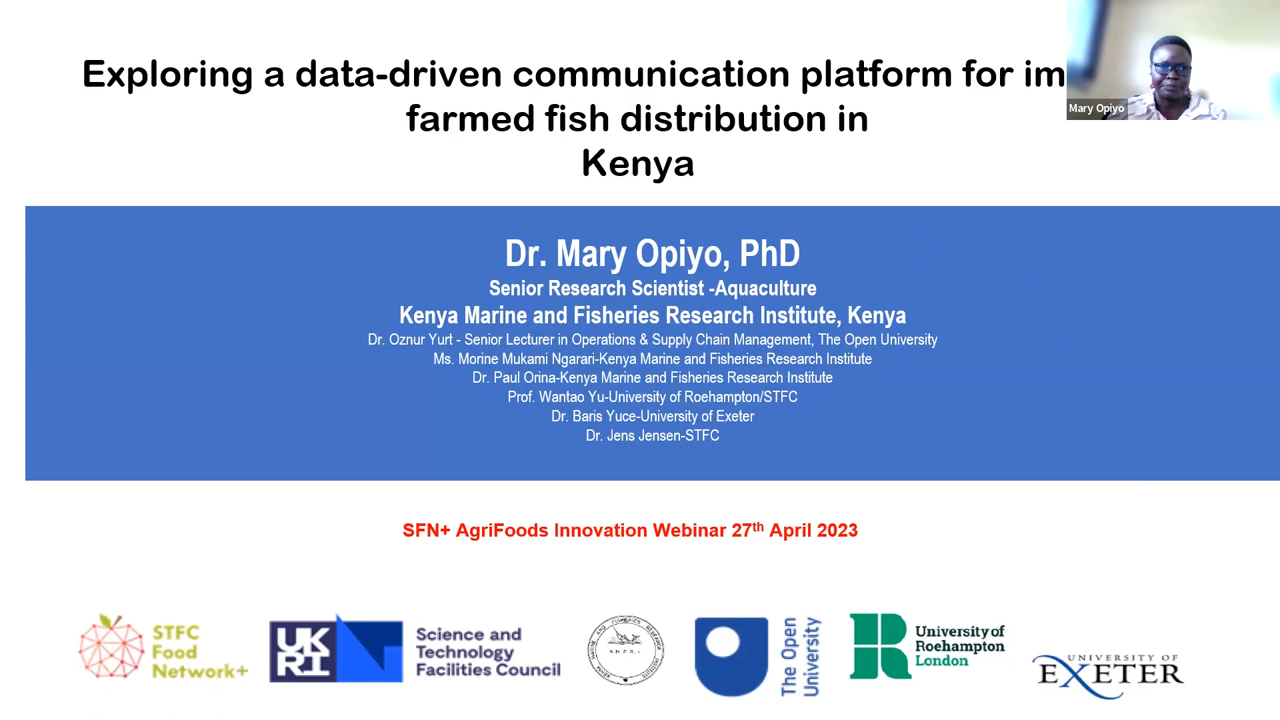 Exploring a data-driven communication platform for im
farmed fish distribution in
Kenya
Mary Opiyo
Dr. Mary Opiyo, PhD
Senior Research Scientist -Aquaculture
Kenya Marine and Fisheries Research Institute, Kenya
Dr. Oznur Yurt - Senior Lecturer in Operations & Supply Chain Management, The Open University
Ms. Morine Mukami Ngarari-Kenya Marine and Fisheries Research Institute
Dr. Paul Orina-Kenya Marine and Fisheries Research Institute
Prof. Wantao Yu-University of Roehampton/STFC
Dr. Baris Yuce-University of Exeter
Dr. Jens Jensen-STFC
SFN+ AgriFoods Innovation Webinar 27th April 2023
STFC
Food
Network+
UK
RI
Science and
Technology
Facilities Council
The Open
University
R
University of
Roehampton
London
UNIVERSITY OF
EXETER